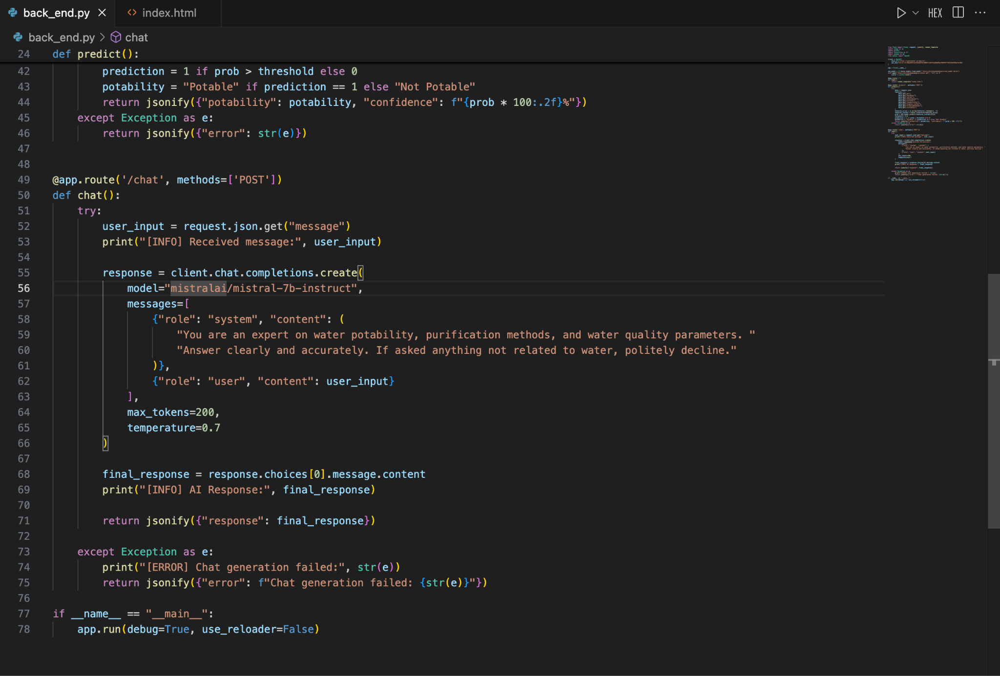 back_end.py
index.html
HEX
back_end.py > chat
24 def predict():
42         prediction = 1 if prob > threshold else 0
43         potability = "Potable" if prediction == 1 else "Not Potable"
44         return jsonify({"potability": potability, "confidence": f"{prob * 100:.2f}%"})
45     except Exception as e:
46         return jsonify({"error": str(e)})
47
48
49 @app.route('/chat', methods=['POST'])
50 def chat():
51     try:
52         user_input = request.json.get("message")
53         print("[INFO] Received message:", user_input)
54
55         response = client.chat.completions.create(
56             model="mistralai/mistral-7b-instruct",
57             messages=[
58                 {"role": "system", "content": (
59                     "You are an expert on water potability, purification methods, and water quality parameters. "
60                     "Answer clearly and accurately. If asked anything not related to water, politely decline."
61                 )},
62                 {"role": "user", "content": user_input}
63             ],
64             max_tokens=200,
65             temperature=0.7
66         )
67
68         final_response = response.choices[0].message.content
69         print("[INFO] AI Response:", final_response)
70
71         return jsonify({"response": final_response})
72
73     except Exception as e:
74         print("[ERROR] Chat generation failed:", str(e))
75         return jsonify({"error": f"Chat generation failed: {str(e)}"})
76
77 if __name__ == "__main__":
78     app.run(debug=True, use_reloader=False)